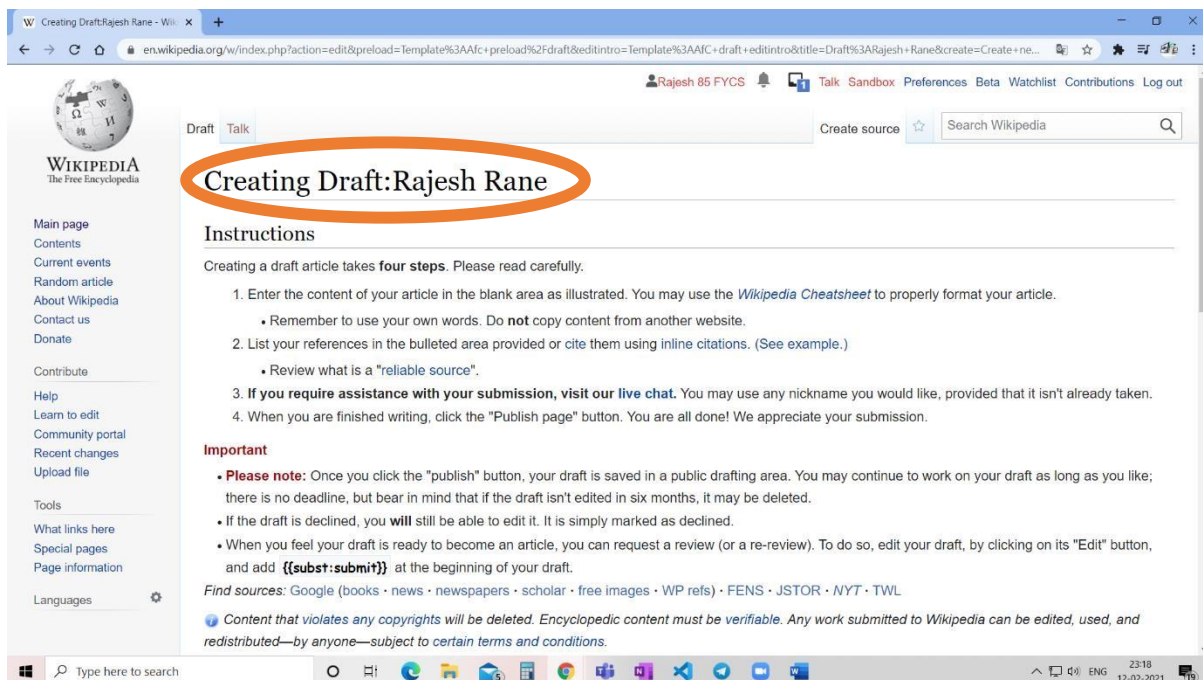 Creating Draft:Rajesh Rane - Wiki
en.wikipedia.org/w/index.php?action=edit&preload=Template%3AAfc+preload%2Fdraft&editintro=Template%3AAfC+draft+editintro&title=Draft%3ARajesh+Rane&create=Create+ne...
Rajesh 85 FYCS 1 Talk Sandbox Preferences Beta Watchlist Contributions Log out
Draft Talk Create source Search Wikipedia
WIKIPEDIA
The Free Encyclopedia
Main page
Contents
Current events
Random article
About Wikipedia
Contact us
Donate
Contribute
Help
Learn to edit
Community portal
Recent changes
Upload file
Tools
What links here
Special pages
Page information
Languages
Creating Draft:Rajesh Rane
Instructions
Creating a draft article takes four steps. Please read carefully.
1. Enter the content of your article in the blank area as illustrated. You may use the Wikipedia Cheatsheet to properly format your article.
• Remember to use your own words. Do not copy content from another website.
2. List your references in the bulleted area provided or cite them using inline citations. (See example.)
• Review what is a "reliable source".
3. If you require assistance with your submission, visit our live chat. You may use any nickname you would like, provided that it isn't already taken.
4. When you are finished writing, click the "Publish page" button. You are all done! We appreciate your submission.
Important
• Please note: Once you click the "publish" button, your draft is saved in a public drafting area. You may continue to work on your draft as long as you like;
there is no deadline, but bear in mind that if the draft isn't edited in six months, it may be deleted.
• If the draft is declined, you will still be able to edit it. It is simply marked as declined.
• When you feel your draft is ready to become an article, you can request a review (or a re-review). To do so, edit your draft, by clicking on its "Edit" button,
and add {{subst:submit}} at the beginning of your draft.
Find sources: Google (books · news · newspapers · scholar · free images · WP refs) · FENS · JSTOR · NYT · TWL
Content that violates any copyrights will be deleted. Encyclopedic content must be verifiable. Any work submitted to Wikipedia can be edited, used, and
redistributed—by anyone—subject to certain terms and conditions.
Type here to search
ENG
23:18
12-02-2021
19